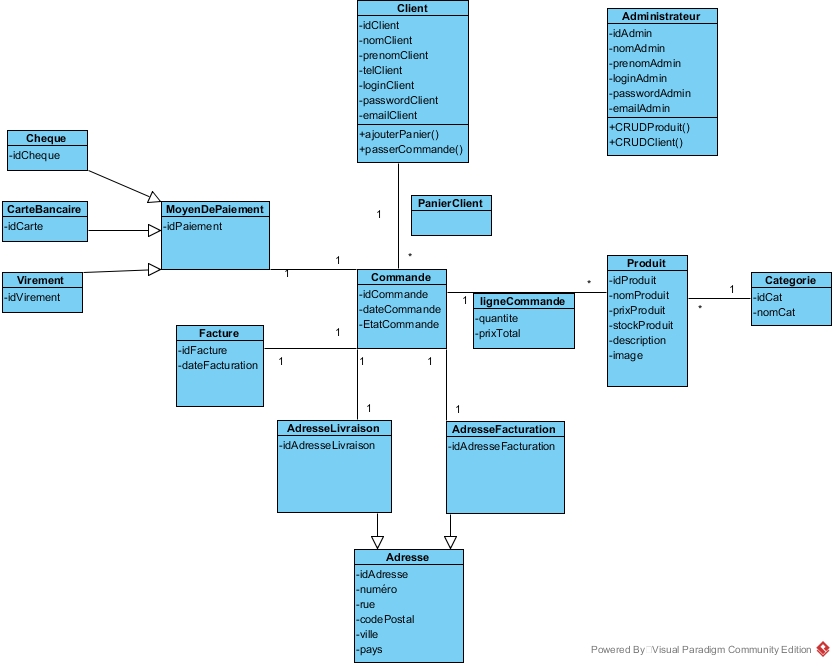 Client
-idClient
-nomClient
-prenomClient
-telClient
-loginClient
-passwordClient
-emailClient
+ajouterPanier()
+passerCommande()
Administrateur
-idAdmin
-nomAdmin
-prenomAdmin
-loginAdmin
-passwordAdmin
-emailAdmin
+CRUDProduit()
+CRUDClient()
Cheque
-idCheque
CarteBancaire
-idCarte
Virement
-idVirement
MoyenDePaiement
-idPaiement
1
1
1
*
PanierClient
Commande
-idCommande
-dateCommande
-EtatCommande
1
*
ligneCommande
-quantite
-prixTotal
Produit
-idProduit
-nomProduit
-prixProduit
-stockProduit
-description
-image
1
*
Categorie
-idCat
-nomCat
Facture
-idFacture
-dateFacturation
1
1
1
1
1
1
AdresseLivraison
-idAdresseLivraison
AdresseFacturation
-idAdresseFacturation
Adresse
-idAdresse
-numéro
-rue
-codePostal
-ville
-pays
Powered By Visual Paradigm Community Edition